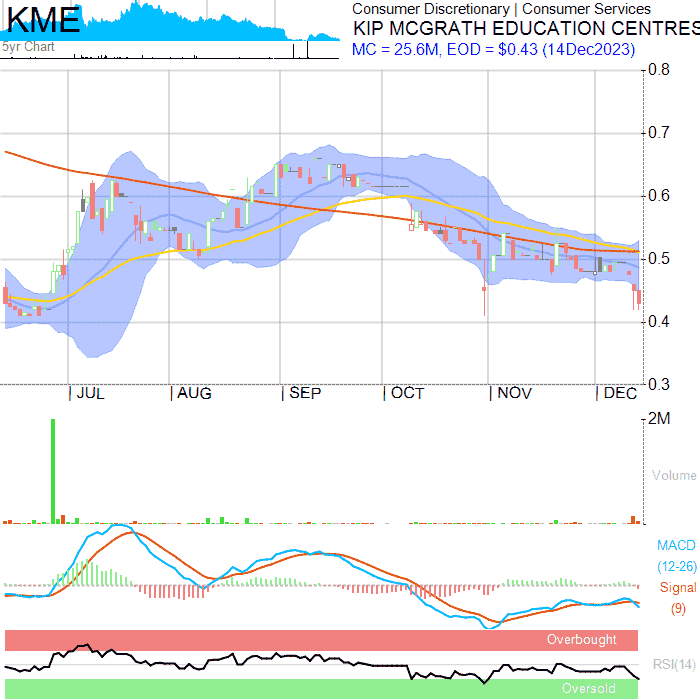 KME
Consumer Discretionary | Consumer Services
KIP MCGRATH EDUCATION CENTRES
5yr Chart
MC = 25.6M, EOD = $0.43 (14Dec2023)
0.8
0.7
0.6
0.5
0.4
0.3
JUL AUG SEP OCT NOV DEC
2M
Volume
MACD
(12-26)
Signal
(9)
Overbought
RSI(14)
Oversold